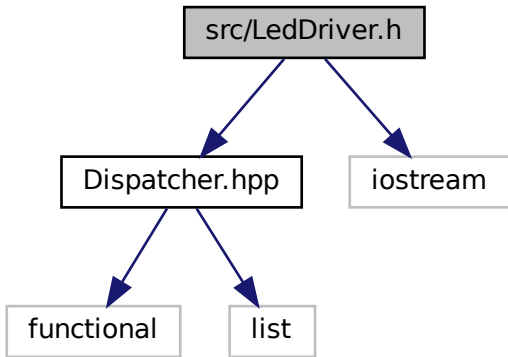 src/LedDriver.h
Dispatcher.hpp
iostream
functional
list